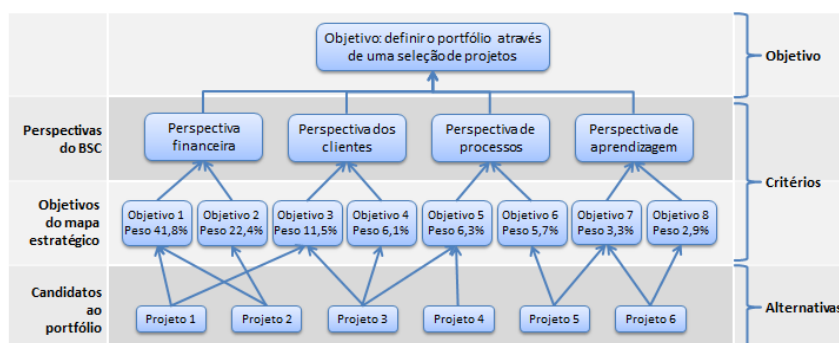 Objetivo: definir o portfólio através
de uma seleção de projetos
Objetivo
Perspectivas
do BSC
Perspectiva
financeira
Perspectiva dos
clientes
Perspectiva de
processos
Perspectiva de
aprendizagem
Critérios
Objetivos
do mapa
estratégico
Objetivo 1
Peso 41,8%
Objetivo 2
Peso 22,4%
Objetivo 3
Peso 11,5%
Objetivo 4
Peso 6,1%
Objetivo 5
Peso 6,3%
Objetivo 6
Peso 5,7%
Objetivo 7
Peso 3,3%
Objetivo 8
Peso 2,9%
Candidatos
ao
portfólio
Projeto 1
Projeto 2
Projeto 3
Projeto 4
Projeto 5
Projeto 6
Alternativas